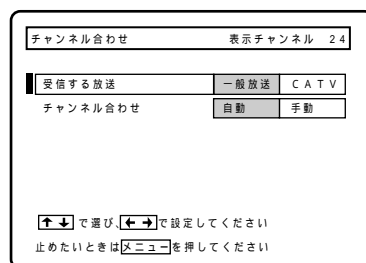 チャンネル合わせ 表示チャンネル 24
受信する放送 一般放送 CATV
チャンネル合わせ 自動 手動
↑↓で選び、←→で設定してください
止めたいときはメニューを押してください